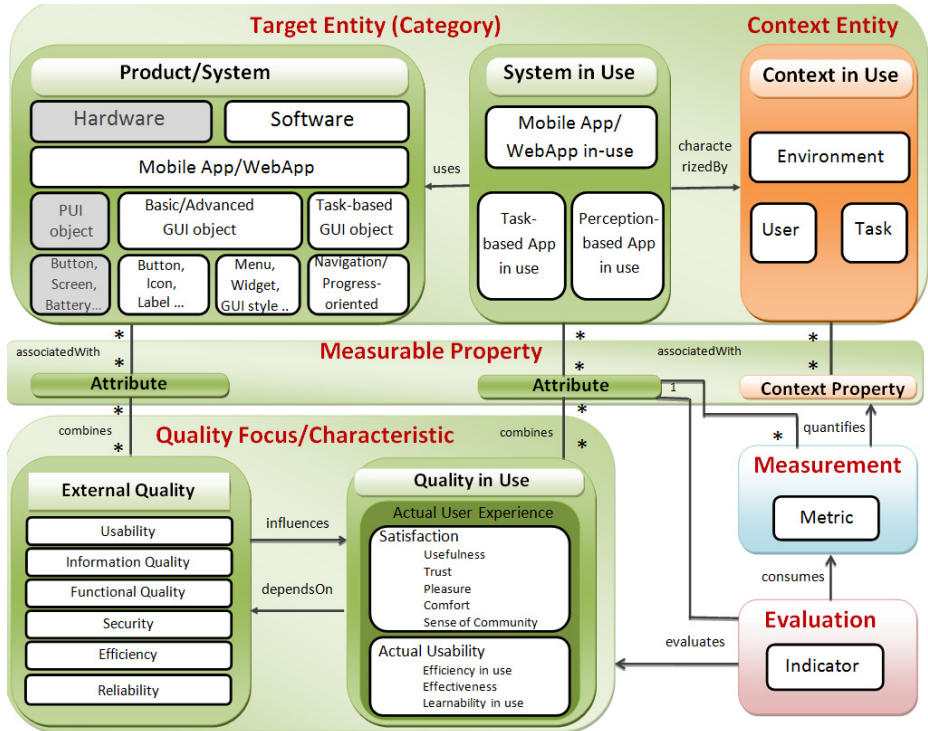 Target Entity (Category)
Context Entity
Product/System
Hardware
Software
Mobile App/WebApp
PUI
object
Basic/Advanced
GUI object
Task-based
GUI object
Button,
Screen,
Battery...
Button,
Icon,
Label ...
Menu,
Widget,
GUI style ..
Navigation/
Progress-
oriented
uses
System in Use
Mobile App/
WebApp in-use
Task-
based App
in use
Perception-
based App in
use
characte
rizedBy
Context in Use
Environment
User
Task
*
*
*
associatedWith
Measurable Property
associatedWith
*
*
*
Attribute
Attribute
1
Context Property
*
*
combines
*
Quality Focus/Characteristic
combines
*
*
quantifies
External Quality
Usability
Information Quality
Functional Quality
Security
Efficiency
Reliability
influences
dependsOn
Quality in Use
Actual User Experience
Satisfaction
Usefulness
Trust
Pleasure
Comfort
Sense of Community
Actual Usability
Efficiency in use
Effectiveness
Learnability in use
Measurement
Metric
consumes
evaluates
Evaluation
Indicator